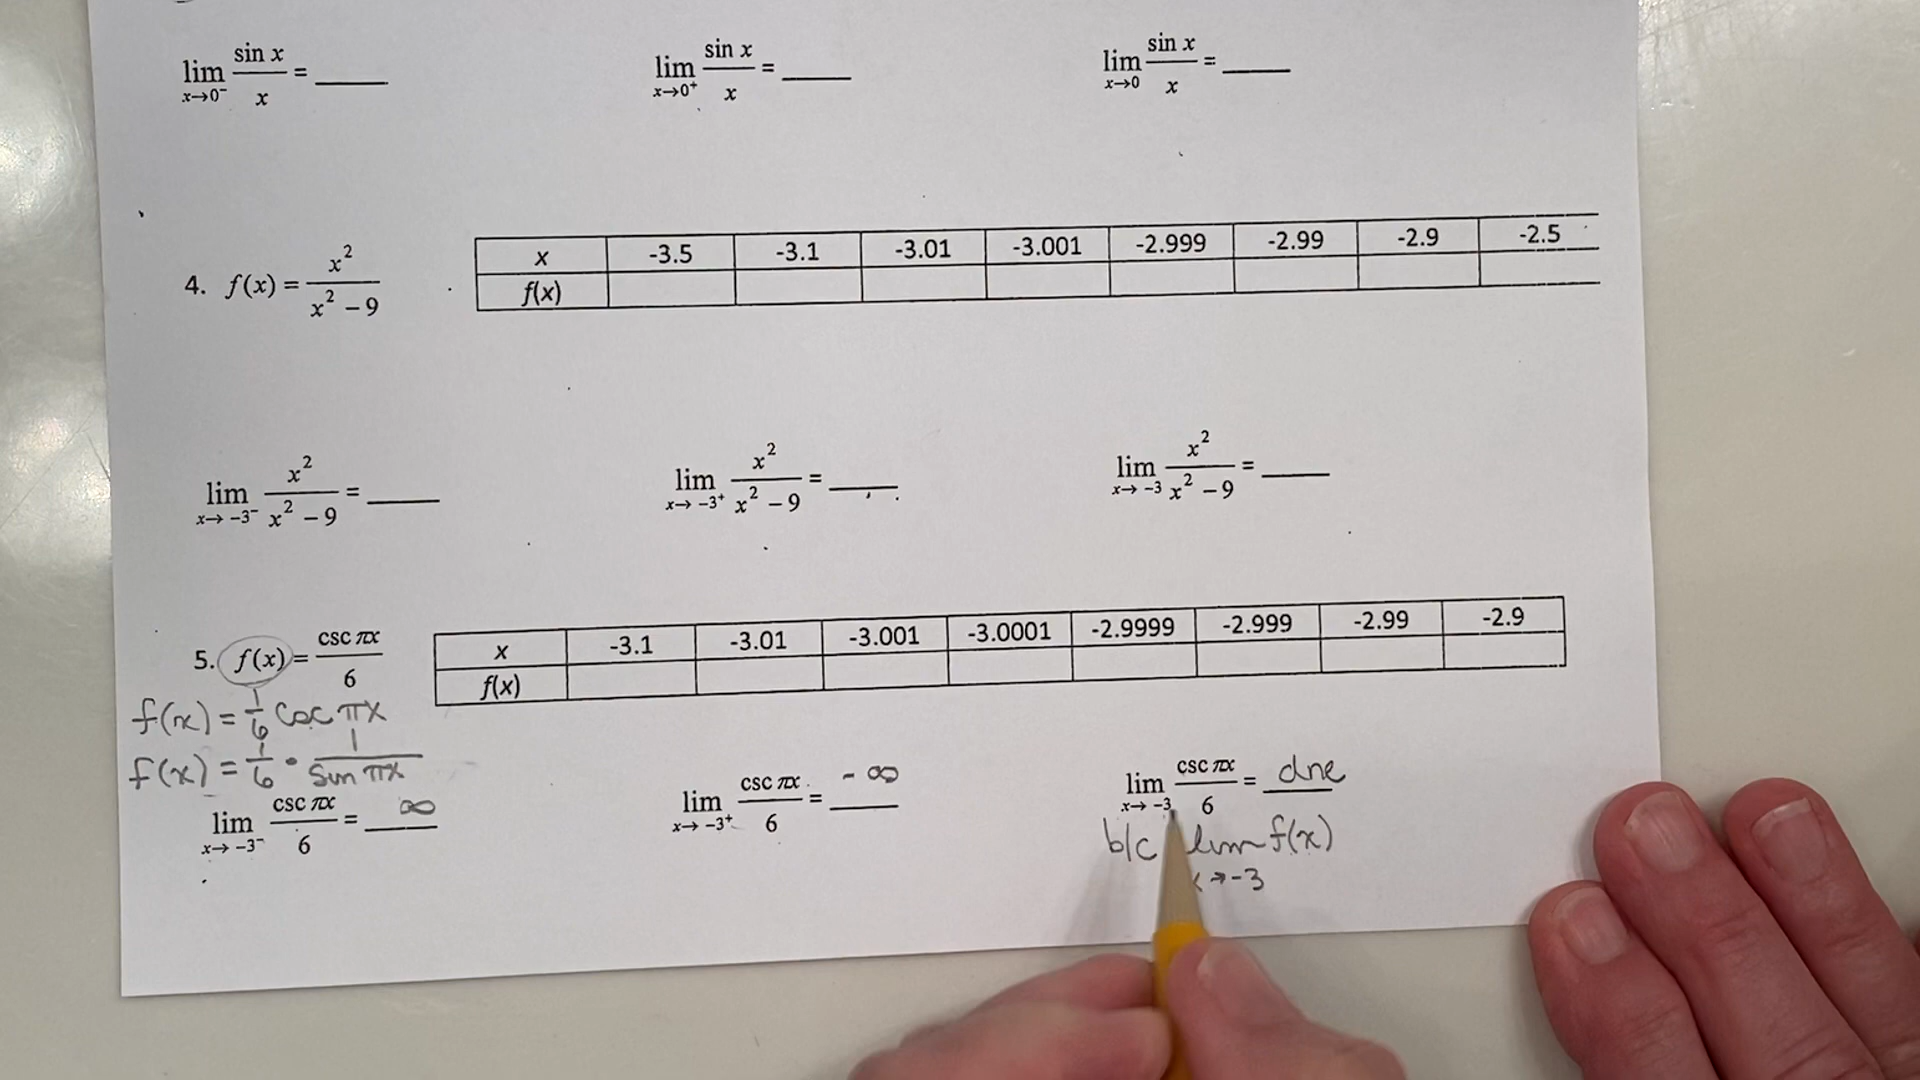 lim x→0⁻ sin x / x = ____ lim x→0⁺ sin x / x = ____ lim x→0 sin x / x = ____
4. f(x) = x² / (x² − 9)
x -3.5 -3.1 -3.01 -3.001 -2.999 -2.99 -2.9 -2.5
f(x)
lim x→ −3⁻ x² / (x² − 9) = ____ lim x→ −3⁺ x² / (x² − 9) = ____ lim x→ −3 x² / (x² − 9) = ____
5. f(x) = csc πx / 6
x -3.1 -3.01 -3.001 -3.0001 -2.9999 -2.999 -2.99 -2.9
f(x)
f(x) = 1/6 csc πx
f(x) = 1/6 • 1 / sin πx
lim x→ −3⁻ csc πx / 6 = ∞ lim x→ −3⁺ csc πx / 6 = -∞ lim x→ −3 csc πx / 6 = dne
b/c lim f(x)
→ -3